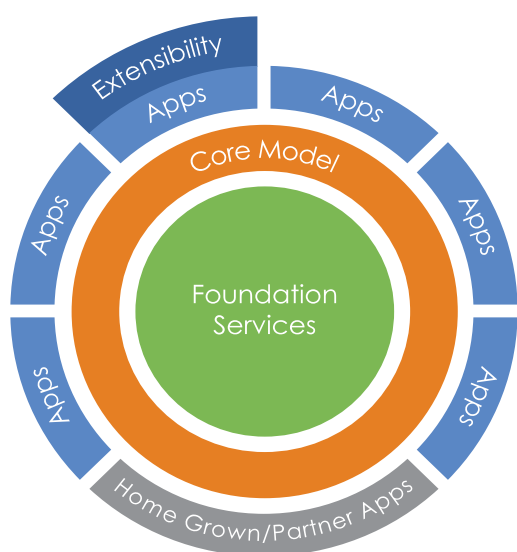 Extensibility
Apps
Apps
Apps
Apps
Apps
Apps
Core Model
Foundation
Services
Home Grown/Partner Apps